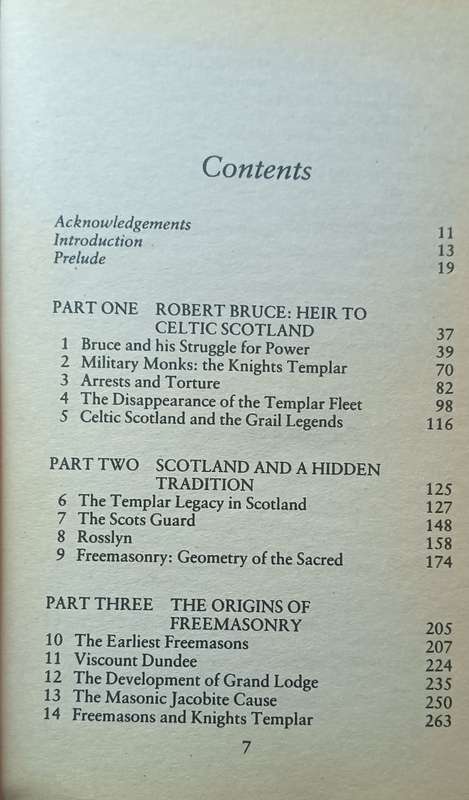 Contents
Acknowledgements 11
Introduction 13
Prelude 19
PART ONE ROBERT BRUCE: HEIR TO
CELTIC SCOTLAND 37
1 Bruce and his Struggle for Power 39
2 Military Monks: the Knights Templar 70
3 Arrests and Torture 82
4 The Disappearance of the Templar Fleet 98
5 Celtic Scotland and the Grail Legends 116
PART TWO SCOTLAND AND A HIDDEN
TRADITION 125
6 The Templar Legacy in Scotland 127
7 The Scots Guard 148
8 Rosslyn 158
9 Freemasonry: Geometry of the Sacred 174
PART THREE THE ORIGINS OF
FREEMASONRY 205
10 The Earliest Freemasons 207
11 Viscount Dundee 224
12 The Development of Grand Lodge 235
13 The Masonic Jacobite Cause 250
14 Freemasons and Knights Templar 263
7